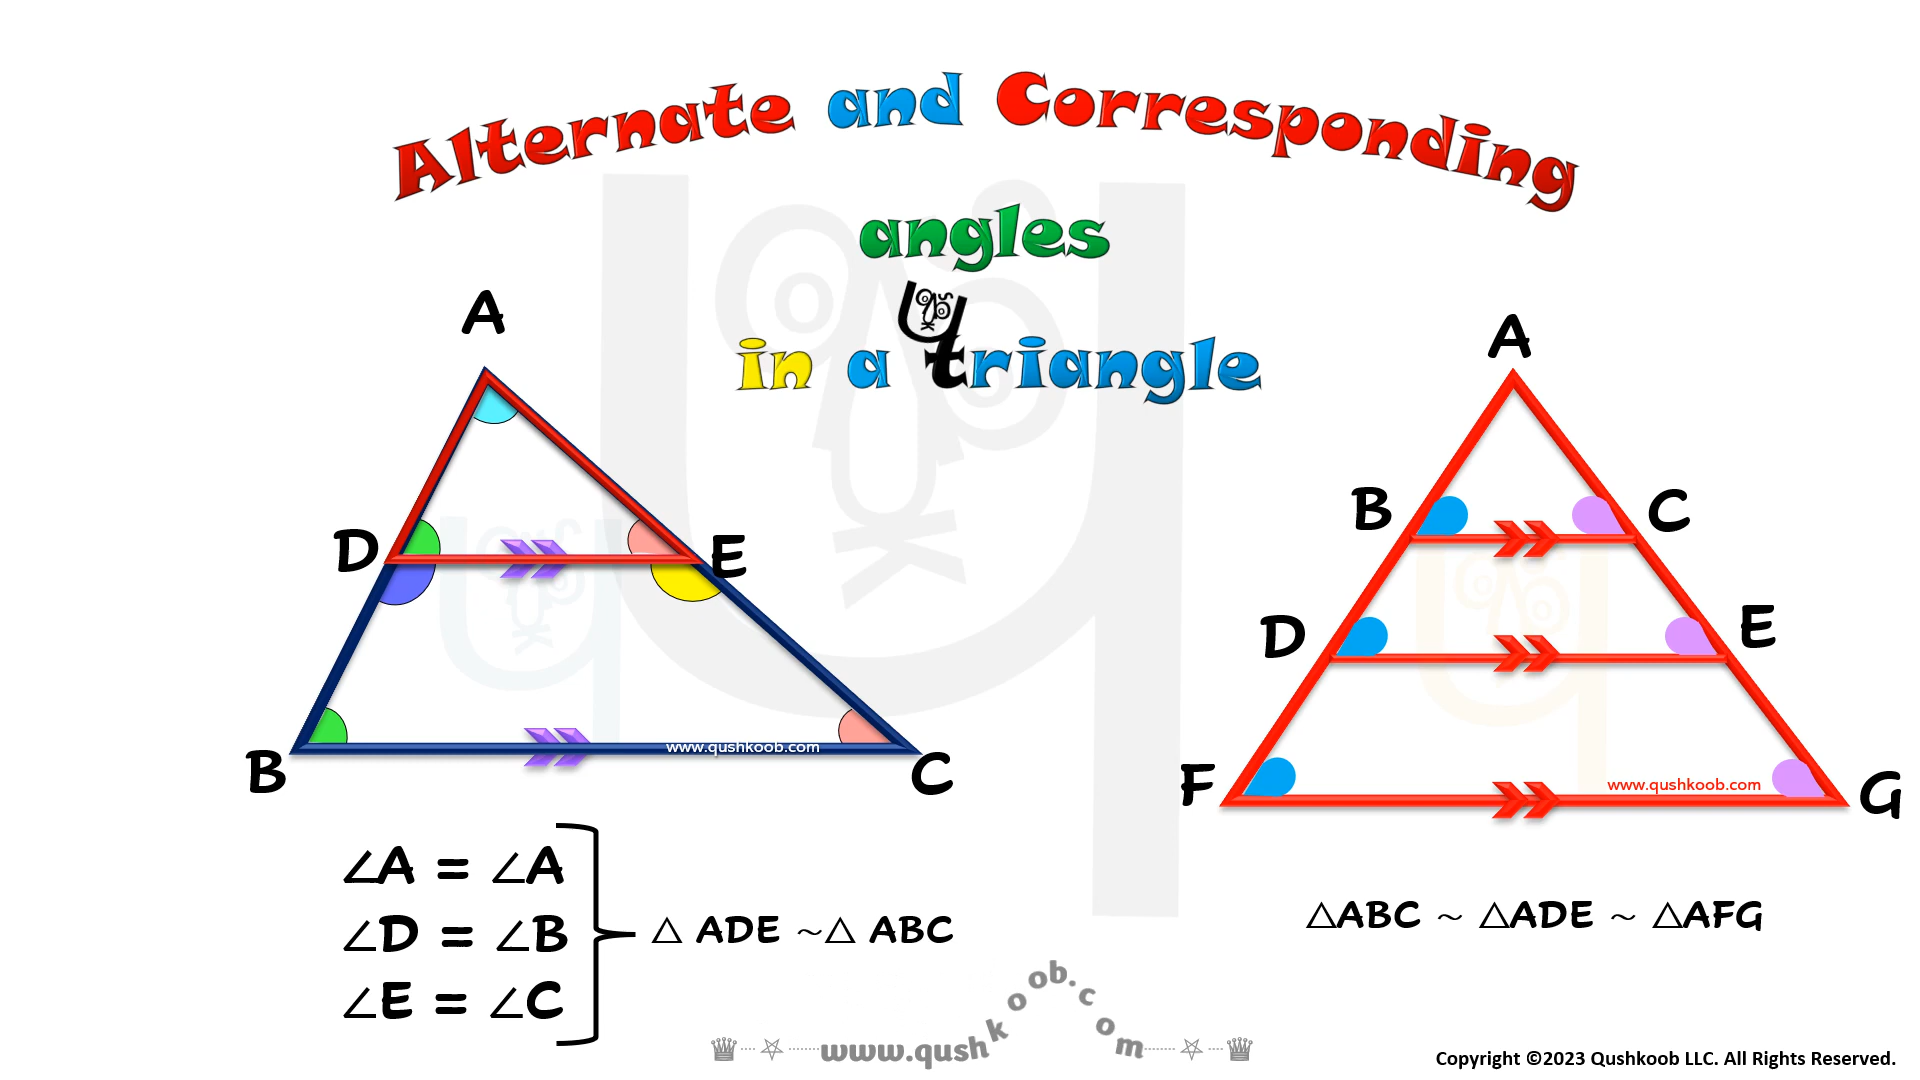 Alternate and Corresponding
angles
in a triangle
A
D
E
B
C
www.qushkoob.com
∠A = ∠A
∠D = ∠B
∠E = ∠C
△ ADE ~△ ABC
A
B
C
D
E
F
G
www.qushkoob.com
△ABC ~ △ADE ~ △AFG
www.qushkoob.com
Copyright ©2023 Qushkoob LLC. All Rights Reserved.